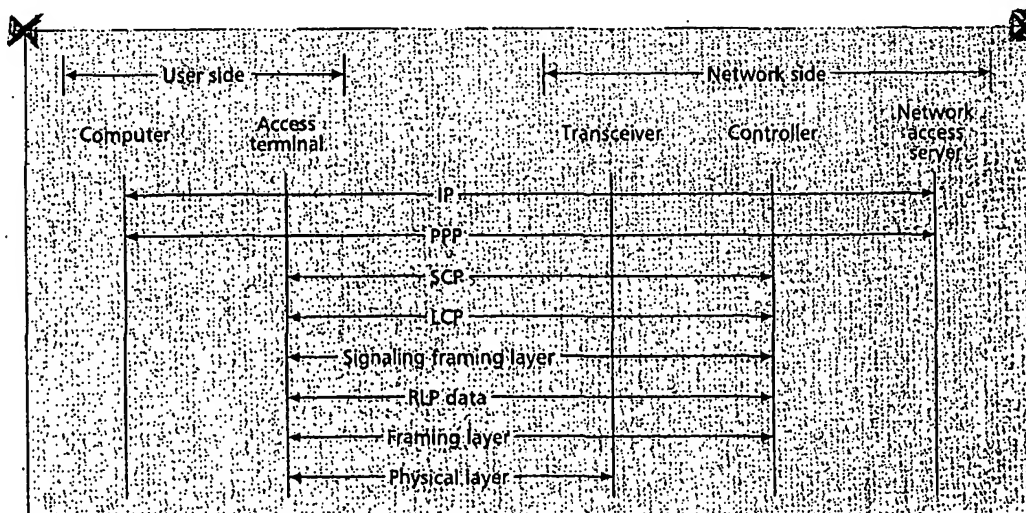 User side
Network side
Computer
Access
terminal
Transceiver
Controller
Network
access
server
IP
PPP
SCP
LCP
Signaling framing layer
RLP data
Framing layer
Physical layer